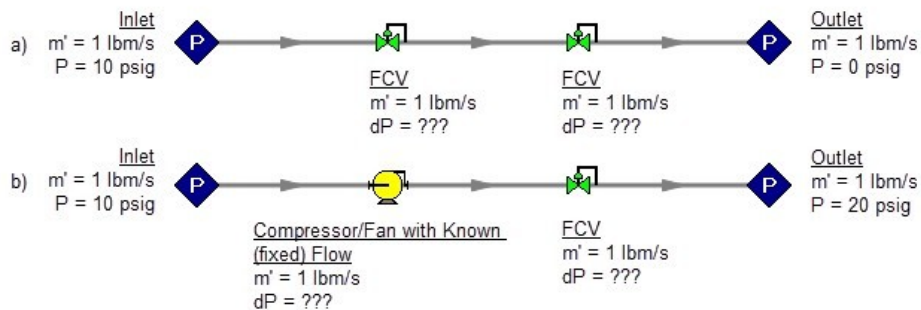 a)
Inlet
m' = 1 lbm/s
P = 10 psig
P
FCV
m' = 1 lbm/s
dP = ???
FCV
m' = 1 lbm/s
dP = ???
P
Outlet
m' = 1 lbm/s
P = 0 psig
b)
Inlet
m' = 1 lbm/s
P = 10 psig
P
Compressor/Fan with Known
(fixed) Flow
m' = 1 lbm/s
dP = ???
FCV
m' = 1 lbm/s
dP = ???
P
Outlet
m' = 1 lbm/s
P = 20 psig